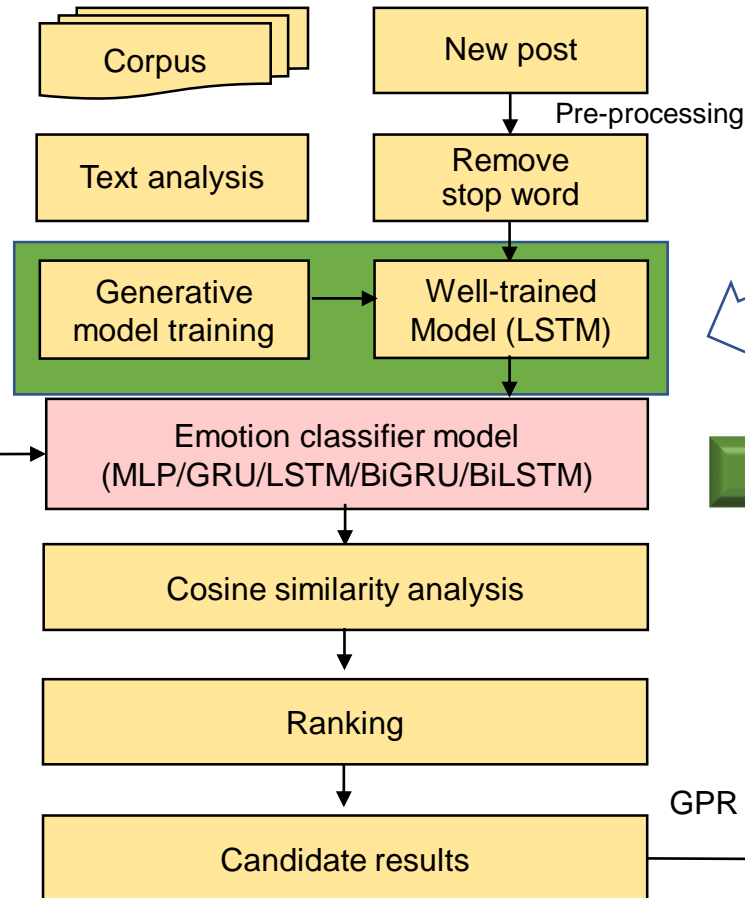 Corpus
New post
Pre-processing
Text analysis
Remove
stop word
Generative
model training
Well-trained
Model (LSTM)
Emotion classifier model
(MLP/GRU/LSTM/BiGRU/BiLSTM)
Cosine similarity analysis
Ranking
GPR
Candidate results